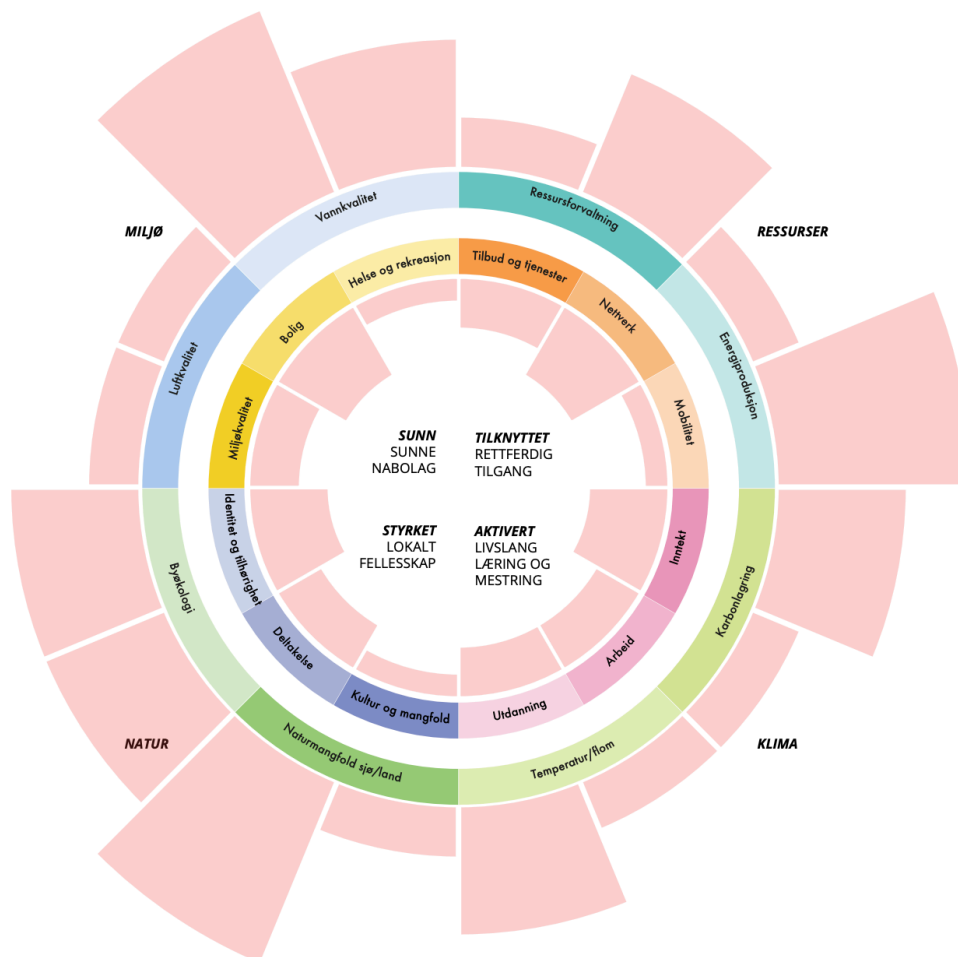 Vannkvalitet
Ressursforvaltning
MILJØ
RESSURSER
Helse og rekreasjon
Tilbud og tjenester
Bolig
Nettverk
Luftkvalitet
Energiproduksjon
Miljøkvalitet
Mobilitet
SUNN
SUNNE
NABOLAG
TILKNYTTET
RETTFERDIG
TILGANG
STYRKET
LOKALT
FELLESSKAP
AKTIVERT
LIVSLANG
LÆRING OG
MESTRING
Identitet og tilhørighet
Inntekt
Byøkologi
Karbonlagring
Deltakelse
Arbeid
Kultur og mangfold
Utdanning
NATUR
KLIMA
Naturmangfold sjø/land
Temperatur/flom